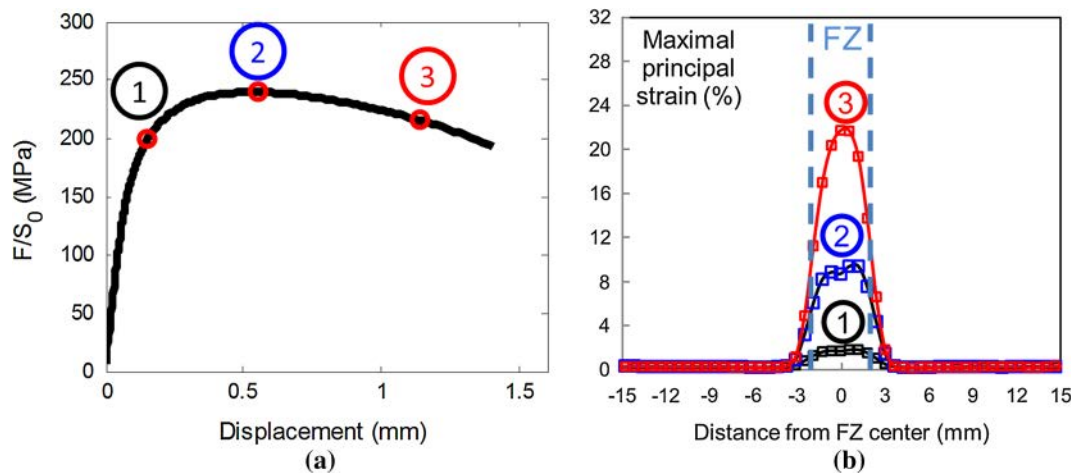 300
250
200
150
100
50
0
F/S0 (MPa)
1
2
3
0
0.5
1
1.5
Displacement (mm)
(a)
32
28
24
20
16
12
8
4
0
Maximal
principal
strain (%)
FZ
3
2
1
-15 -12 -9 -6 -3 0 3 6 9 12 15
Distance from FZ center (mm)
(b)